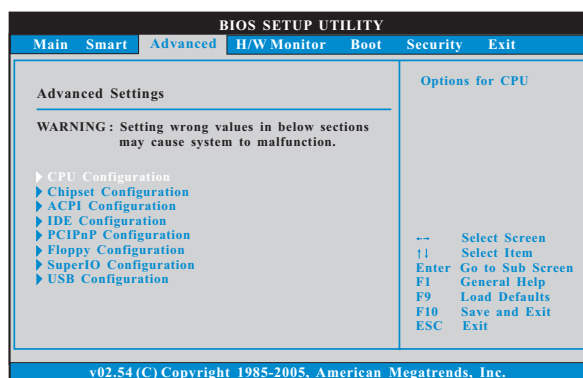 BIOS SETUP UTILITY
Main Smart Advanced H/W Monitor Boot Security Exit
Advanced Settings
WARNING : Setting wrong values in below sections
may cause system to malfunction.
CPU Configuration
Chipset Configuration
ACPI Configuration
IDE Configuration
PCIPnP Configuration
Floppy Configuration
SuperIO Configuration
USB Configuration
Options for CPU
←→ Select Screen
↑↓ Select Item
Enter Go to Sub Screen
F1 General Help
F9 Load Defaults
F10 Save and Exit
ESC Exit
v02.54 (C) Copyright 1985-2005, American Megatrends, Inc.